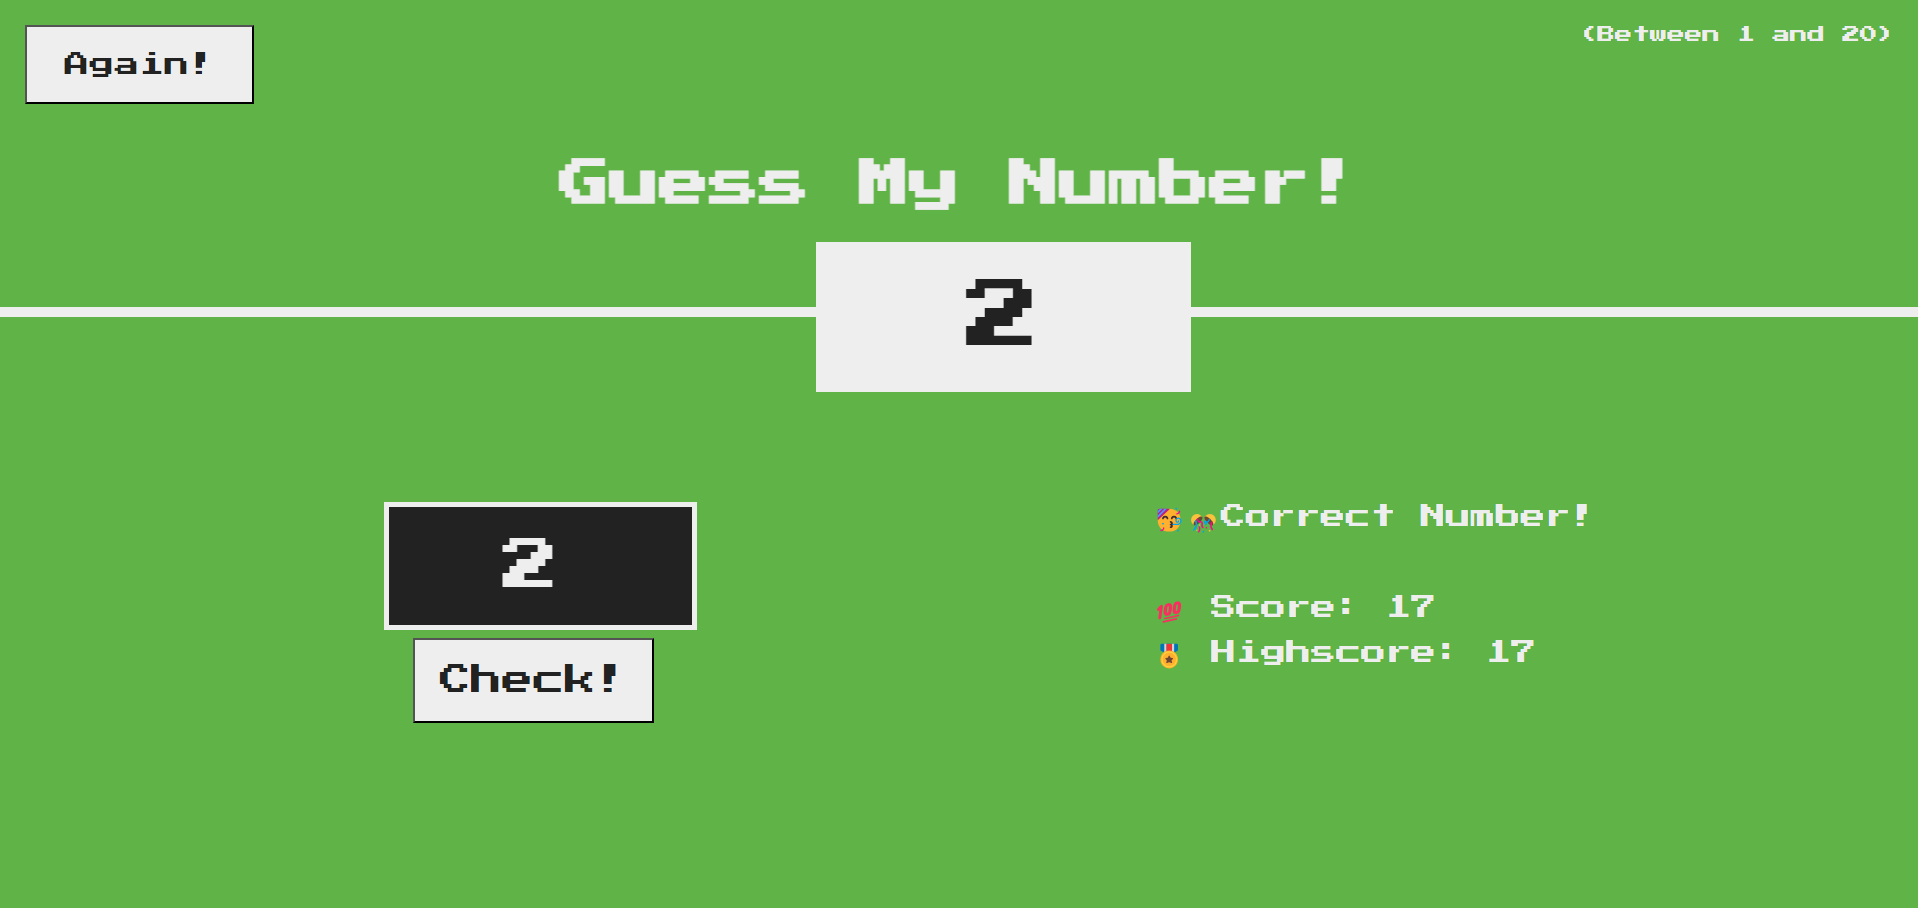 Again!
(Between 1 and 20)
Guess My Number!
2
2
Check!
🥳🎊Correct Number!
💯 Score: 17
🏅 Highscore: 17